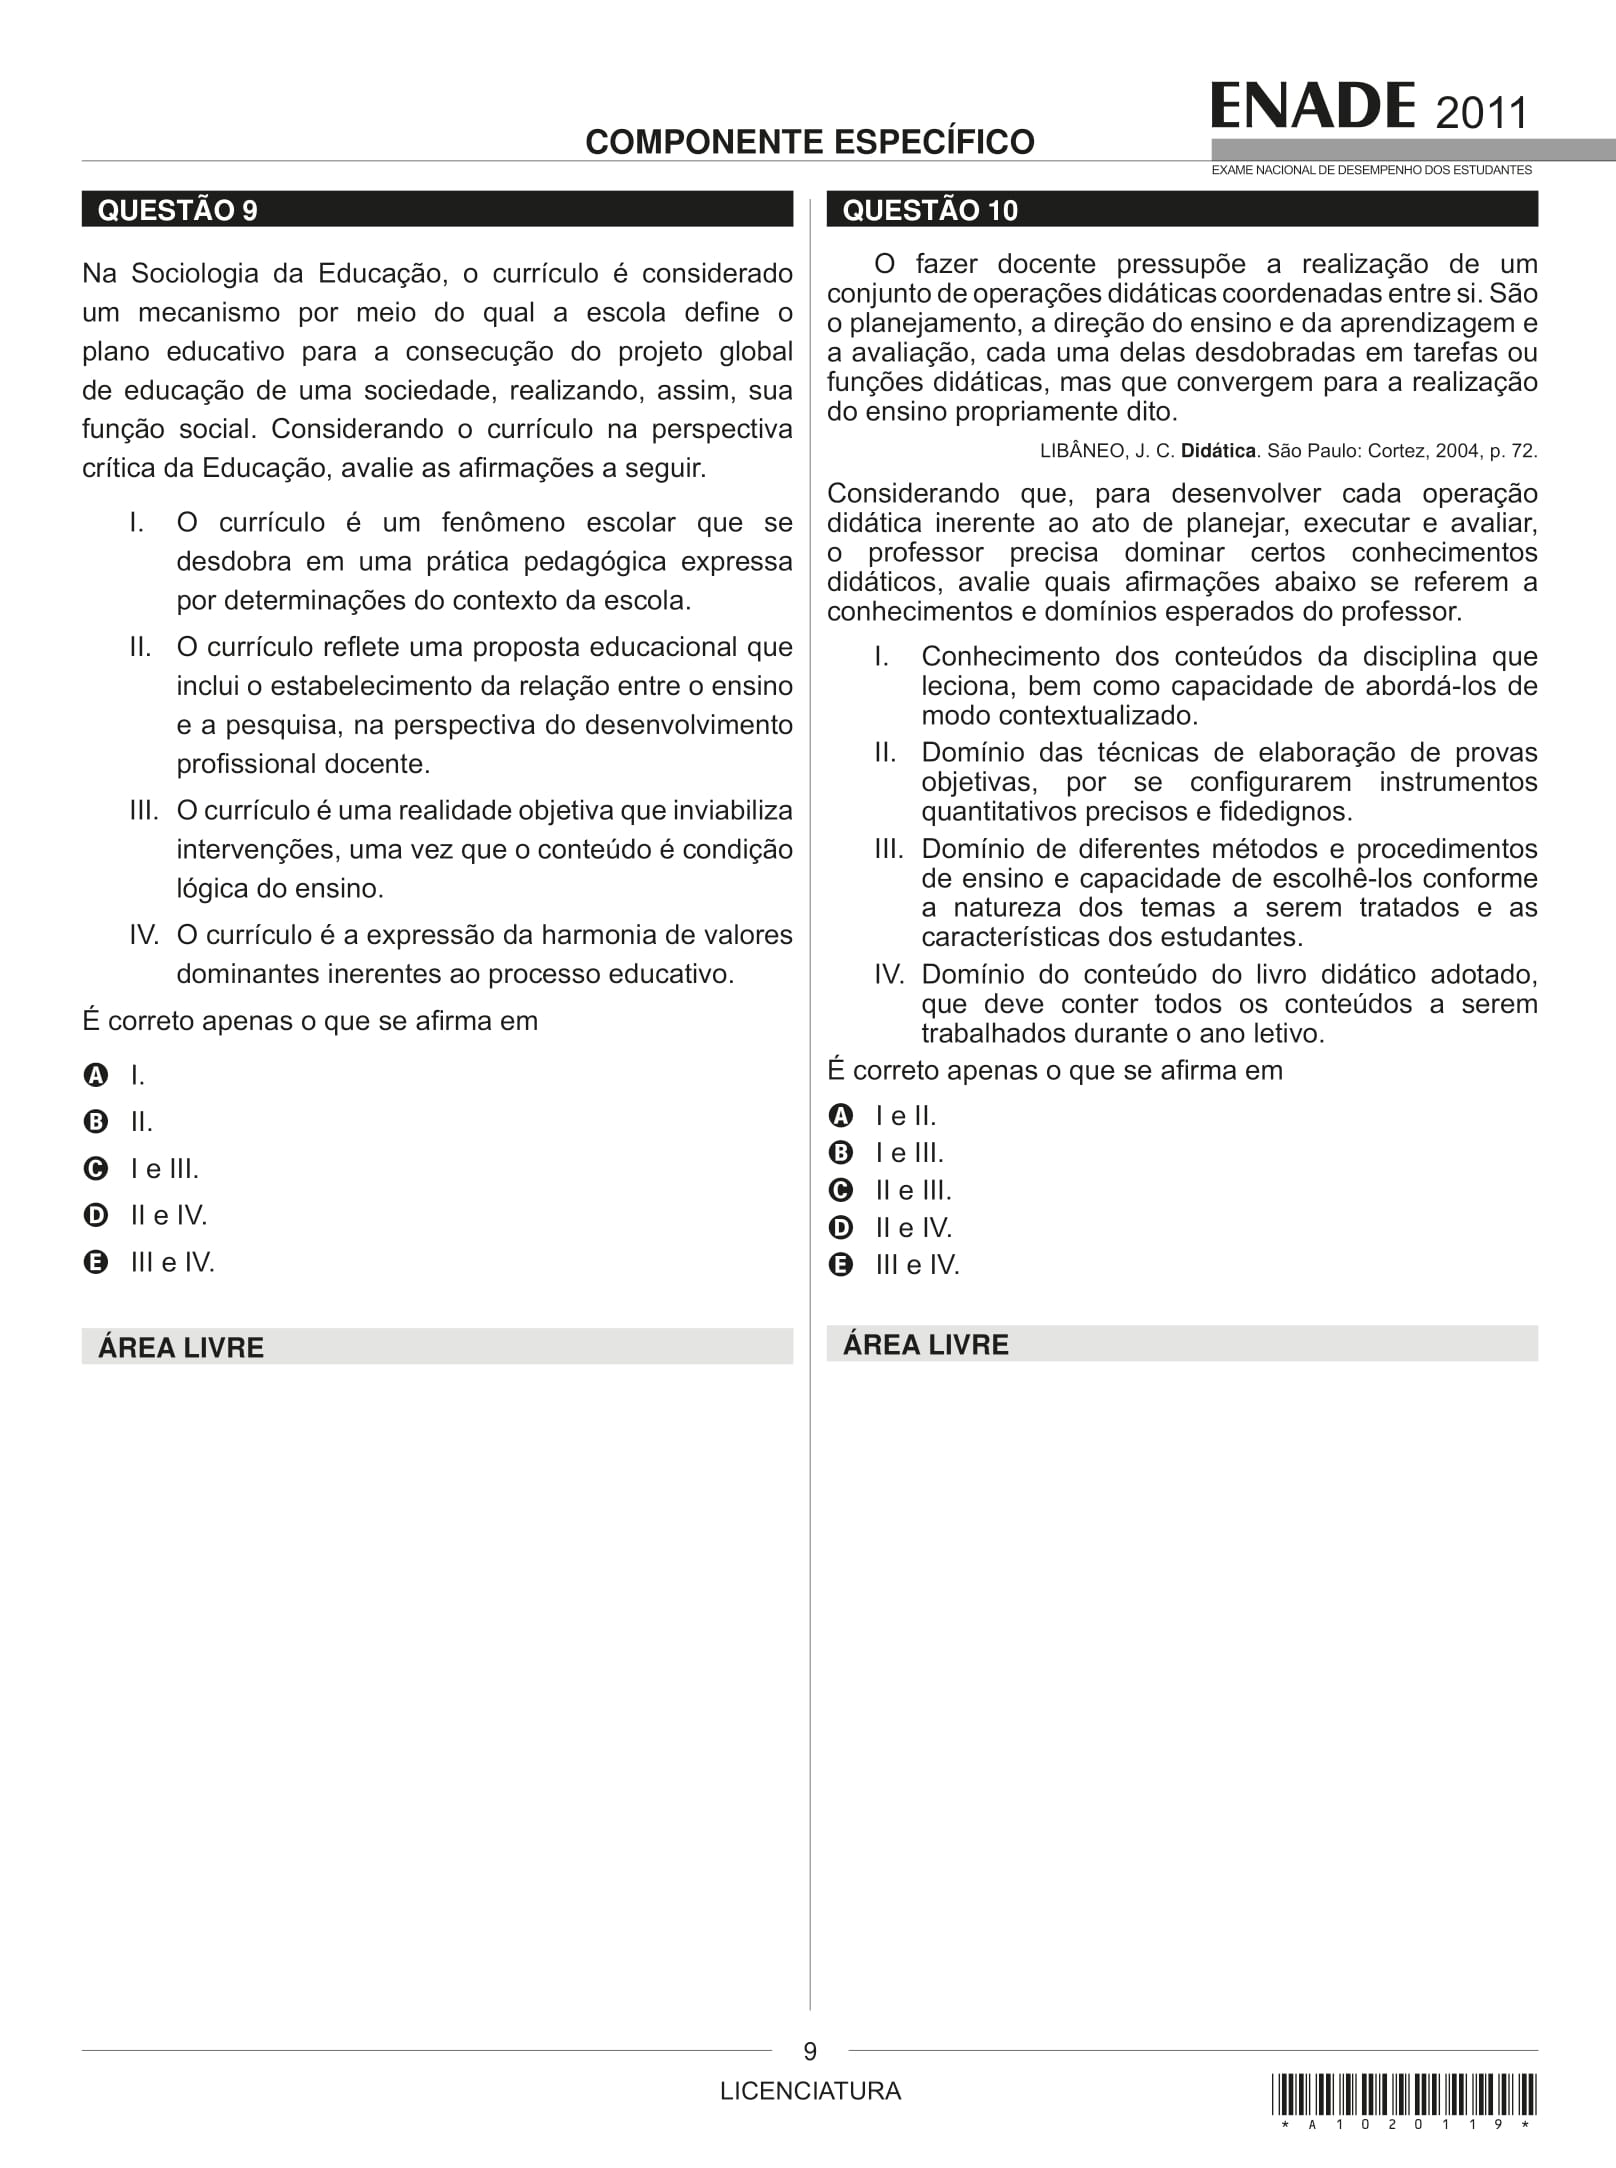 COMPONENTE ESPECÍFICO
ENADE 2011
EXAME NACIONAL DE DESEMPENHO DOS ESTUDANTES
QUESTÃO 9
Na Sociologia da Educação, o currículo é considerado
um mecanismo por meio do qual a escola define o
plano educativo para a consecução do projeto global
de educação de uma sociedade, realizando, assim, sua
função social. Considerando o currículo na perspectiva
crítica da Educação, avalie as afirmações a seguir.
I. O currículo é um fenômeno escolar que se
desdobra em uma prática pedagógica expressa
por determinações do contexto da escola.
II. O currículo reflete uma proposta educacional que
inclui o estabelecimento da relação entre o ensino
e a pesquisa, na perspectiva do desenvolvimento
profissional docente.
III. O currículo é uma realidade objetiva que inviabiliza
intervenções, uma vez que o conteúdo é condição
lógica do ensino.
IV. O currículo é a expressão da harmonia de valores
dominantes inerentes ao processo educativo.
É correto apenas o que se afirma em
A I.
B II.
C I e III.
D II e IV.
E III e IV.
ÁREA LIVRE
QUESTÃO 10
O fazer docente pressupõe a realização de um
conjunto de operações didáticas coordenadas entre si. São
o planejamento, a direção do ensino e da aprendizagem e
a avaliação, cada uma delas desdobradas em tarefas ou
funções didáticas, mas que convergem para a realização
do ensino propriamente dito.
LIBÂNEO, J. C. Didática. São Paulo: Cortez, 2004, p. 72.
Considerando que, para desenvolver cada operação
didática inerente ao ato de planejar, executar e avaliar,
o professor precisa dominar certos conhecimentos
didáticos, avalie quais afirmações abaixo se referem a
conhecimentos e domínios esperados do professor.
I. Conhecimento dos conteúdos da disciplina que
leciona, bem como capacidade de abordá-los de
modo contextualizado.
II. Domínio das técnicas de elaboração de provas
objetivas, por se configurarem instrumentos
quantitativos precisos e fidedignos.
III. Domínio de diferentes métodos e procedimentos
de ensino e capacidade de escolhê-los conforme
a natureza dos temas a serem tratados e as
características dos estudantes.
IV. Domínio do conteúdo do livro didático adotado,
que deve conter todos os conteúdos a serem
trabalhados durante o ano letivo.
É correto apenas o que se afirma em
A I e II.
B I e III.
C II e III.
D II e IV.
E III e IV.
ÁREA LIVRE
9
LICENCIATURA
* A 1 0 2 0 1 1 9 *